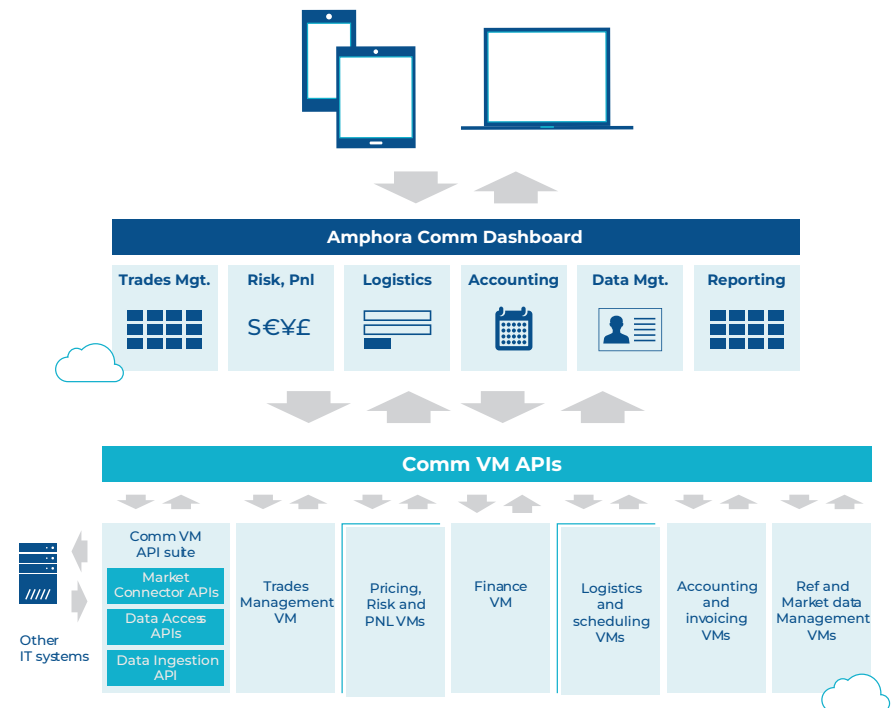 Amphora Comm Dashboard
Trades Mgt.
Risk, Pnl
Logistics
Accounting
Data Mgt.
Reporting
S€¥£
Comm VM APIs
Comm VM
API suite
Market
Connector APIs
Data Access
APIs
Data Ingestion
API
Trades
Management
VM
Pricing,
Risk and
PNL VMs
Finance
VM
Logistics
and
scheduling
VMs
Accounting
and
invoicing
VMs
Ref and
Market data
Management
VMs
Other
IT systems